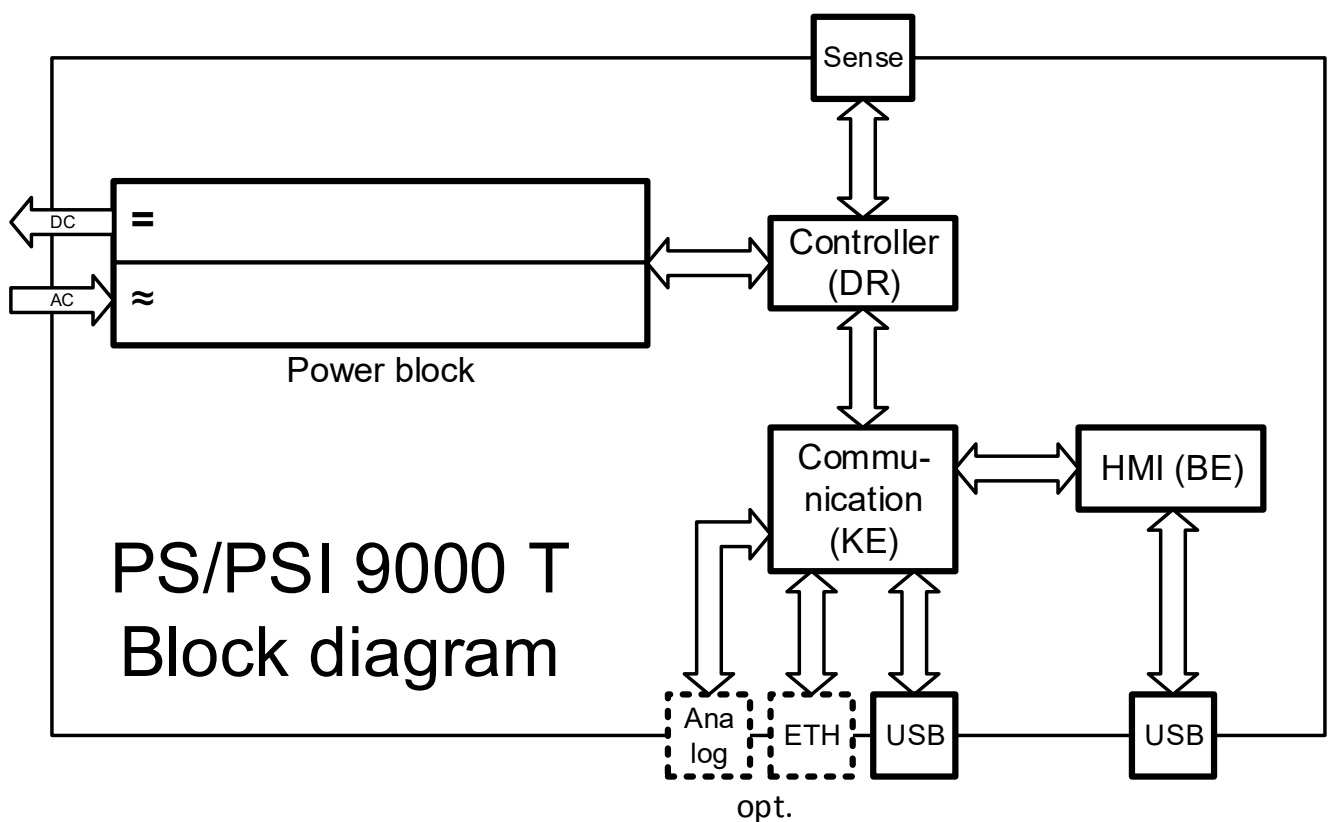 Sense
DC
=
AC
≈
Power block
Controller
(DR)
Commu-
nication
(KE)
HMI (BE)
PS/PSI 9000 T
Block diagram
Ana
log
ETH
USB
USB
opt.